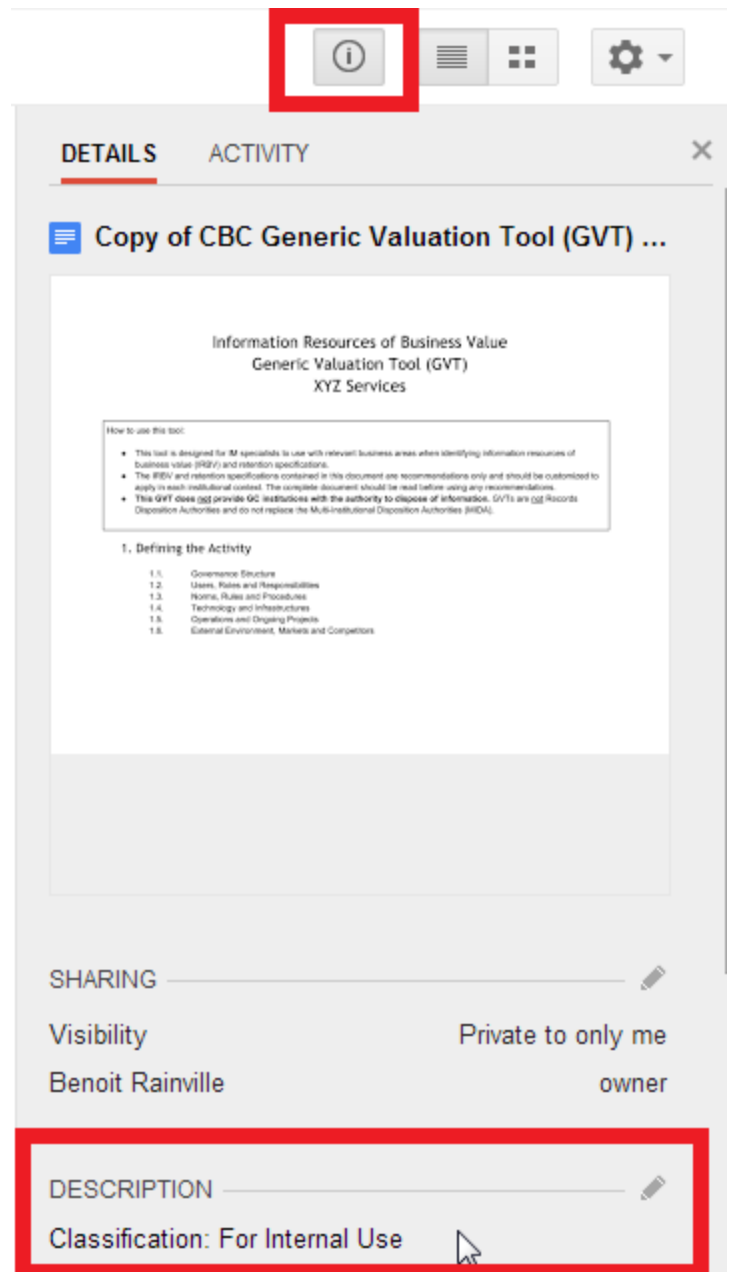 DETAILS ACTIVITY
Copy of CBC Generic Valuation Tool (GVT) ...
Information Resources of Business Value
Generic Valuation Tool (GVT)
XYZ Services
How to use this tool:
• This tool is designed for IM specialists to use with relevant business areas when identifying information resources of
business value (IRBV) and retention specifications.
• The IRBV and retention specifications contained in this document are recommendations only and should be customized to
apply in each institutional context. The complete document should be read before using any recommendations.
• This GVT does not provide GC institutions with the authority to dispose of information. GVTs are not Records
Disposition Authorities and do not replace the Multi-Institutional Disposition Authorities (MIDA).
1. Defining the Activity
1.1. Governance Structure
1.2. Users, Roles and Responsibilities
1.3. Norms, Rules and Procedures
1.4. Technology and Infrastructures
1.5. Operations and Ongoing Projects
1.6. External Environment, Markets and Competitors
SHARING
Visibility Private to only me
Benoit Rainville owner
DESCRIPTION
Classification: For Internal Use